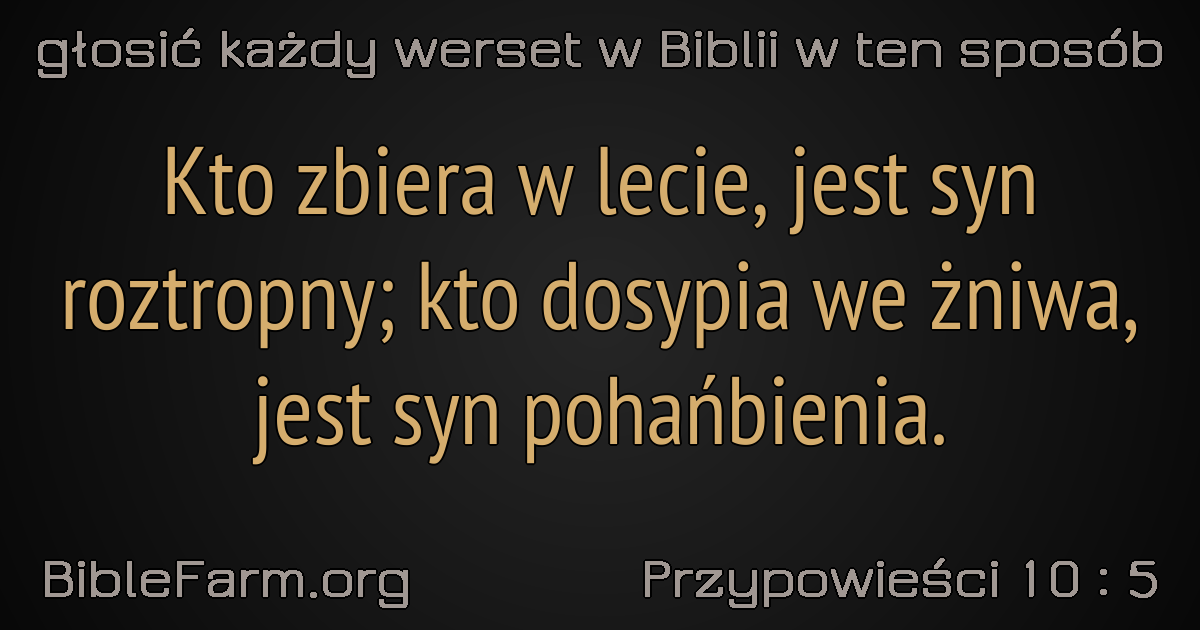 głosić każdy werset w Biblii w ten sposób
Kto zbiera w lecie, jest syn
roztropny; kto dosypia we żniwa,
jest syn pohańbienia.
BibleFarm.org
Przypowieści 10 : 5